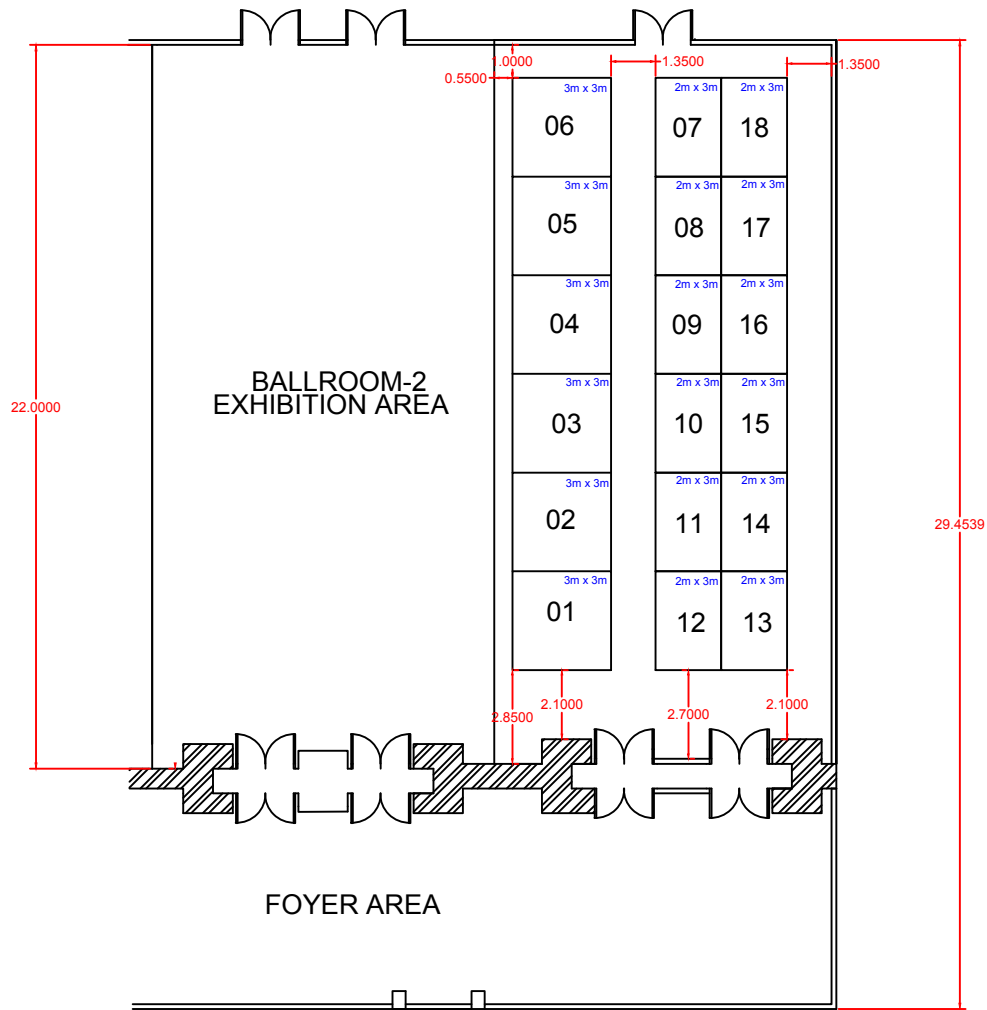 1.0000
1.3500
1.3500
0.5500
3m x 3m
2m x 3m
2m x 3m
06
07
18
3m x 3m
2m x 3m
2m x 3m
05
08
17
3m x 3m
2m x 3m
2m x 3m
04
09
16
BALLROOM-2
EXHIBITION AREA
22.0000
3m x 3m
2m x 3m
2m x 3m
03
10
15
3m x 3m
2m x 3m
2m x 3m
02
11
14
29.4539
3m x 3m
2m x 3m
2m x 3m
01
12
13
2.8500
2.1000
2.7000
2.1000
FOYER AREA